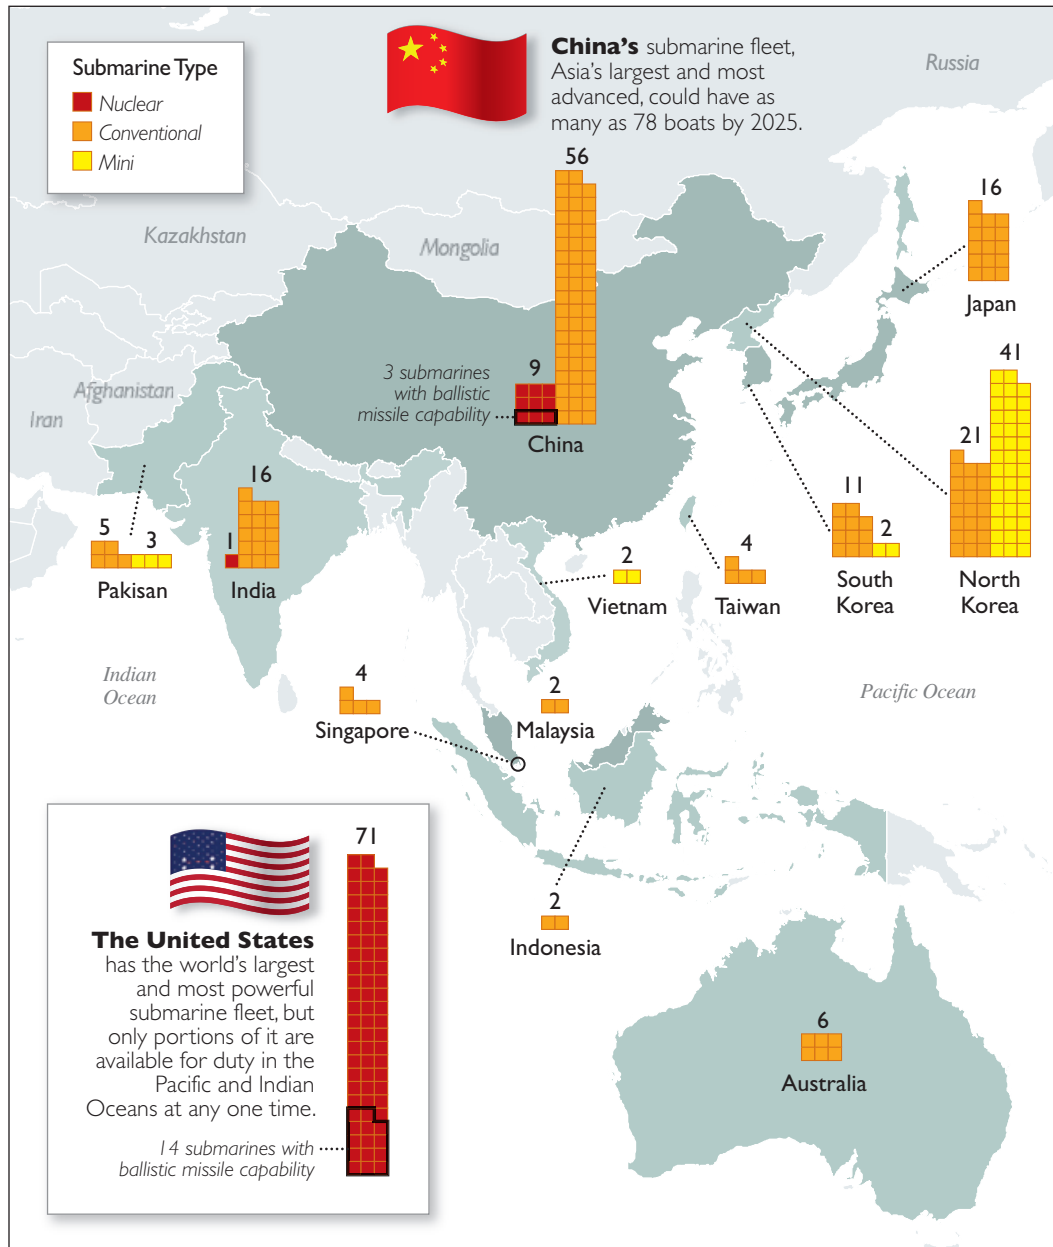 Submarine Type
Nuclear
Conventional
Mini
China's submarine fleet,
Asia's largest and most
advanced, could have as
many as 78 boats by 2025.
Russia
Kazakhstan
Mongolia
Afghanistan
Iran
56
9
3 submarines
with ballistic
missile capability
China
16
Japan
41
21
North
Korea
11
2
South
Korea
4
Taiwan
2
Vietnam
5
3
Pakisan
16
1
India
Indian
Ocean
Pacific Ocean
4
Singapore
2
Malaysia
2
Indonesia
6
Australia
71
The United States
has the world's largest
and most powerful
submarine fleet, but
only portions of it are
available for duty in the
Pacific and Indian
Oceans at any one time.
14 submarines with
ballistic missile capability